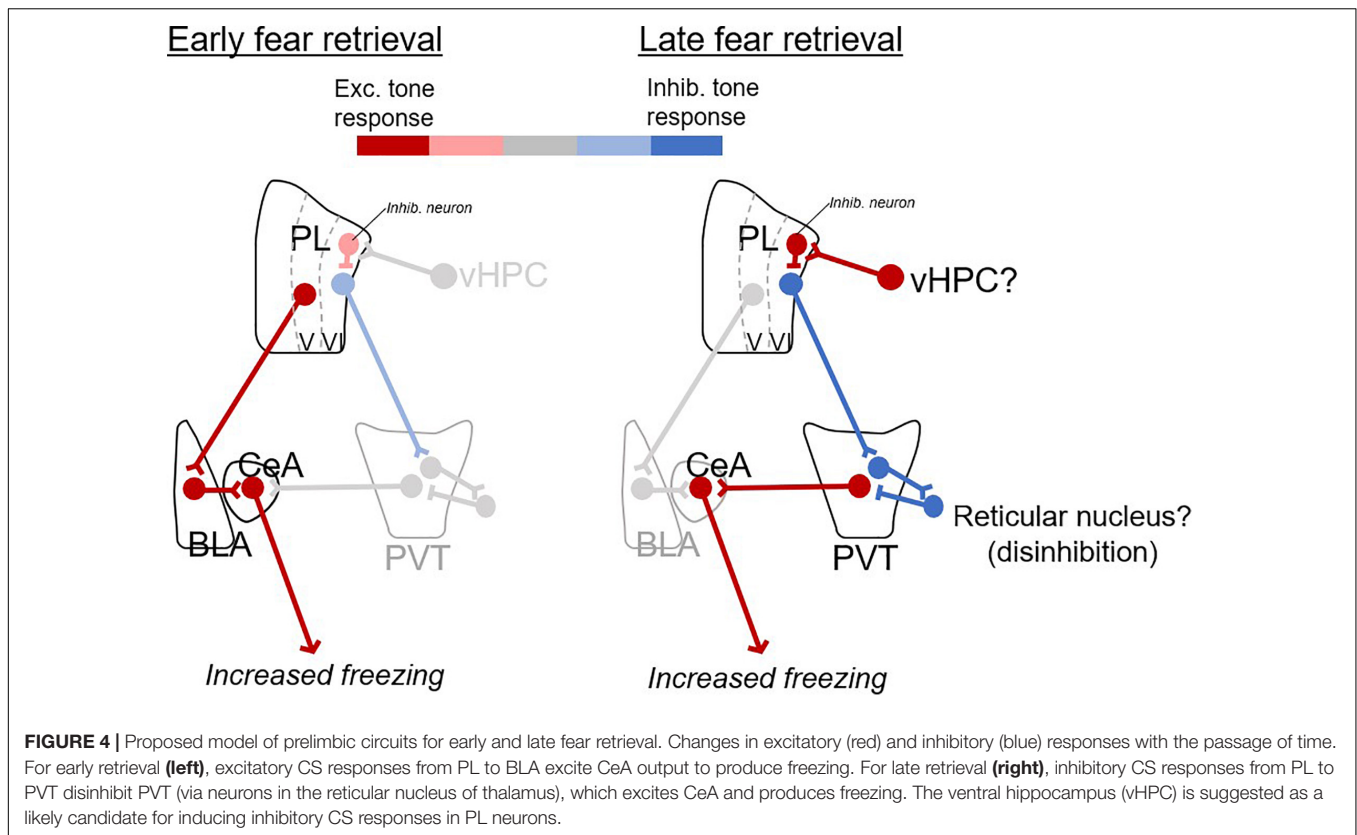 Early fear retrieval
Late fear retrieval
Exc. tone
response
Inhib. tone
response
Inhib. neuron
PL
vHPC
V VI
CeA
BLA
PVT
Increased freezing
Inhib. neuron
PL
vHPC?
V VI
CeA
BLA
PVT
Reticular nucleus?
(disinhibition)
Increased freezing
FIGURE 4 | Proposed model of prelimbic circuits for early and late fear retrieval. Changes in excitatory (red) and inhibitory (blue) responses with the passage of time.
For early retrieval (left), excitatory CS responses from PL to BLA excite CeA output to produce freezing. For late retrieval (right), inhibitory CS responses from PL to
PVT disinhibit PVT (via neurons in the reticular nucleus of thalamus), which excites CeA and produces freezing. The ventral hippocampus (vHPC) is suggested as a
likely candidate for inducing inhibitory CS responses in PL neurons.